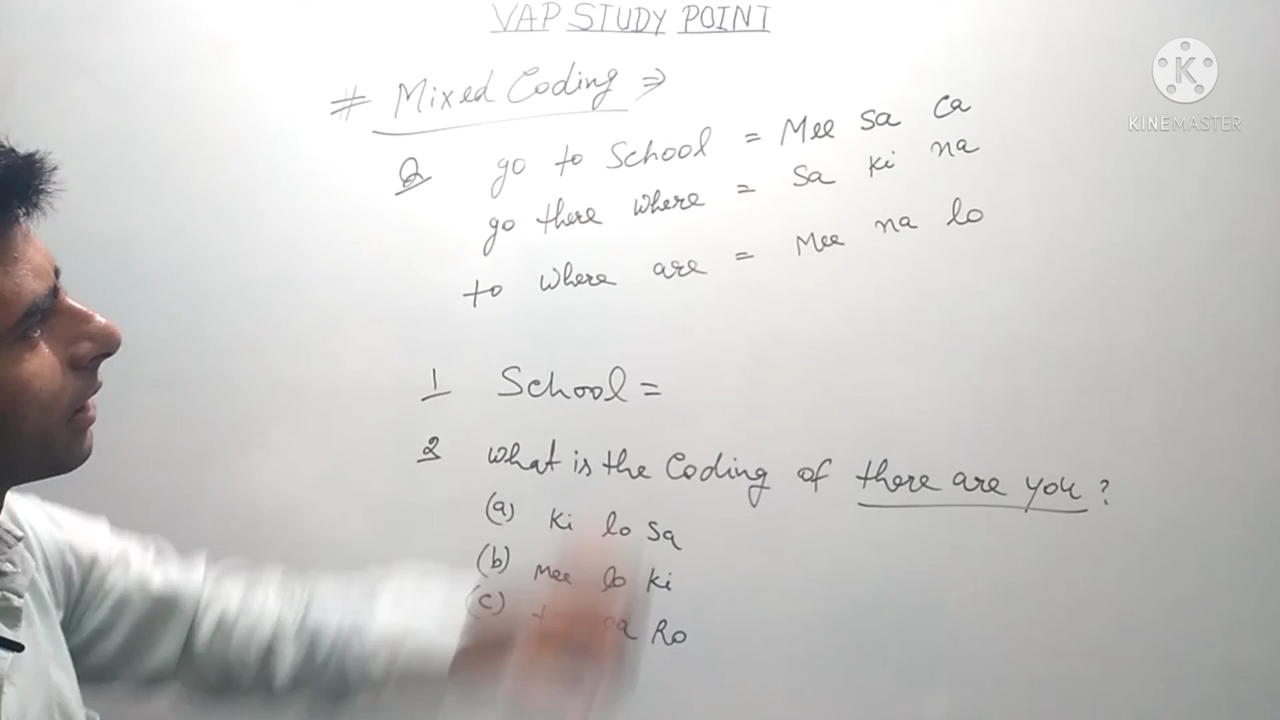 VAP STUDY POINT
# Mixed Coding ⇒
Q go to School = Mee Sa Ca
go there where = Sa Ki na
to where are = Mee na lo
1 School =
2 What is the Coding of there are you?
(a) Ki lo Sa
(b) Mee lo Ki
(c) Ro
KINEMASTER